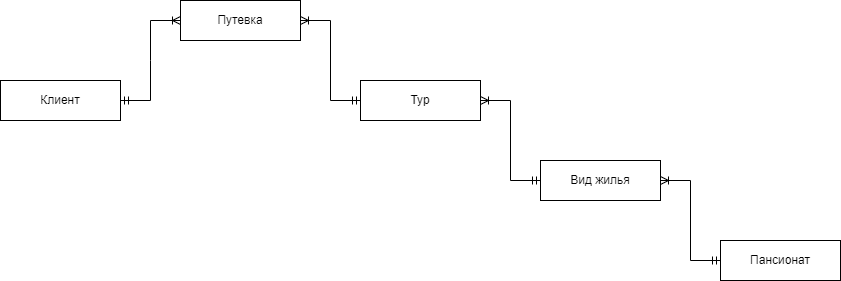 Путевка
Клиент
Тур
Вид жилья
Пансионат